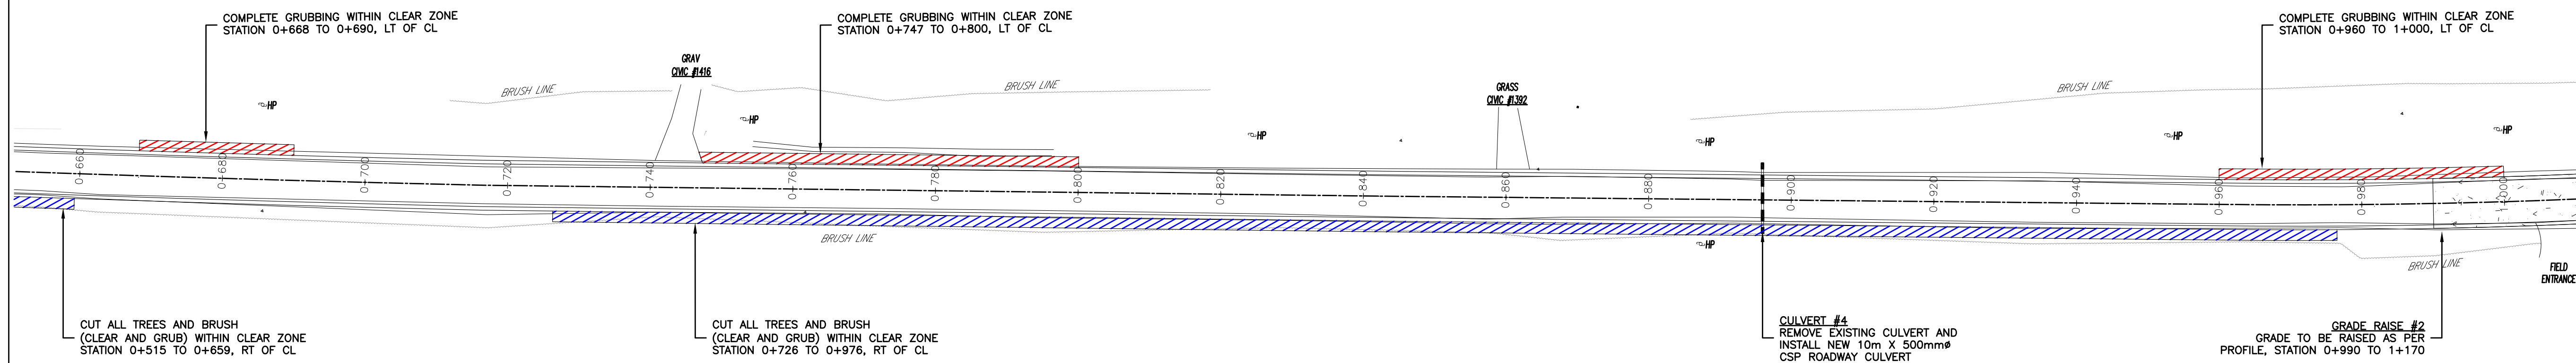 COMPLETE GRUBBING WITHIN CLEAR ZONE
STATION 0+668 TO 0+690, LT OF CL
COMPLETE GRUBBING WITHIN CLEAR ZONE
STATION 0+747 TO 0+800, LT OF CL
COMPLETE GRUBBING WITHIN CLEAR ZONE
STATION 0+960 TO 1+000, LT OF CL
GRAV
CIVIC #1416
GRASS
CIVIC #1392
BRUSH LINE
BRUSH LINE
BRUSH LINE
HP
HP
HP
HP
HP
HP
0+660
0+680
0+700
0+720
0+740
0+760
0+780
0+800
0+820
0+840
0+860
0+880
0+900
0+920
0+940
0+960
0+980
1+000
BRUSH LINE
HP
BRUSH LINE
FIELD
ENTRANCE
CUT ALL TREES AND BRUSH
(CLEAR AND GRUB) WITHIN CLEAR ZONE
STATION 0+515 TO 0+659, RT OF CL
CUT ALL TREES AND BRUSH
(CLEAR AND GRUB) WITHIN CLEAR ZONE
STATION 0+726 TO 0+976, RT OF CL
CULVERT #4
REMOVE EXISTING CULVERT AND
INSTALL NEW 10m X 500mmø
CSP ROADWAY CULVERT
GRADE RAISE #2
GRADE TO BE RAISED AS PER
PROFILE, STATION 0+990 TO 1+170